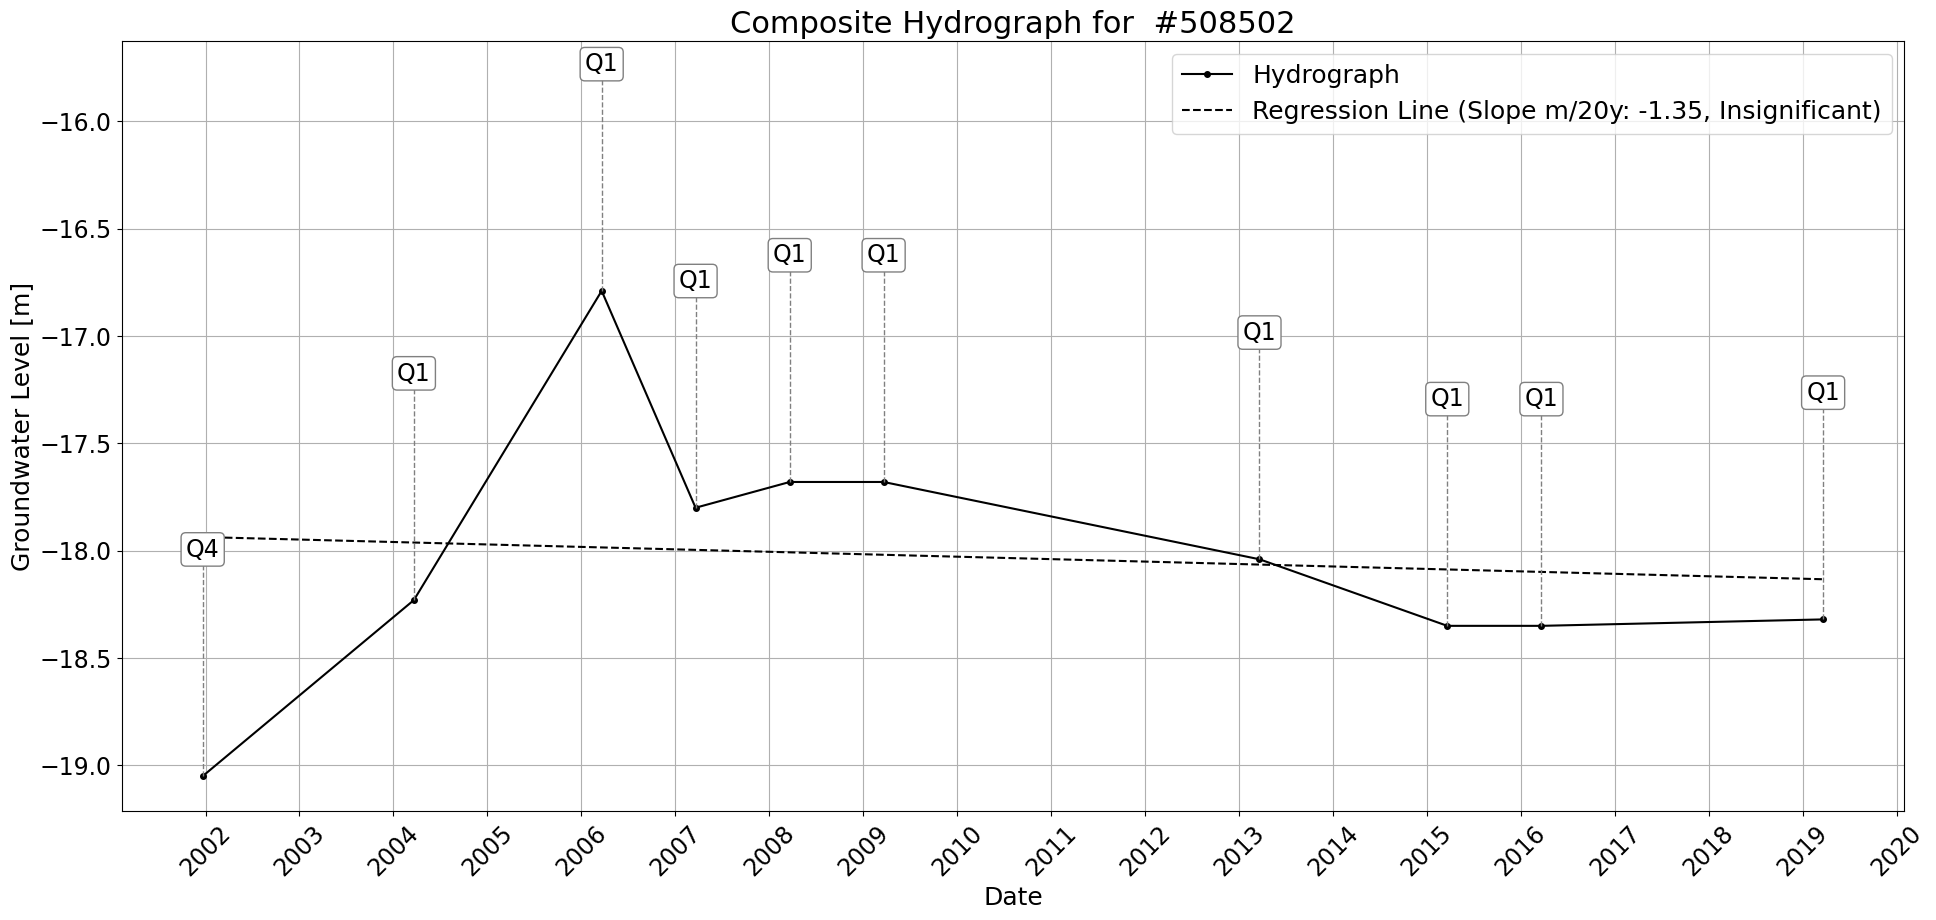 Composite Hydrograph for  #508502
Hydrograph
Regression Line (Slope m/20y: -1.35, Insignificant)
Groundwater Level [m]
−16.0
−16.5
−17.0
−17.5
−18.0
−18.5
−19.0
Q4
Q1
Q1
Q1
Q1
Q1
Q1
Q1
Q1
Q1
2002
2003
2004
2005
2006
2007
2008
2009
2010
2011
2012
2013
2014
2015
2016
2017
2018
2019
2020
Date